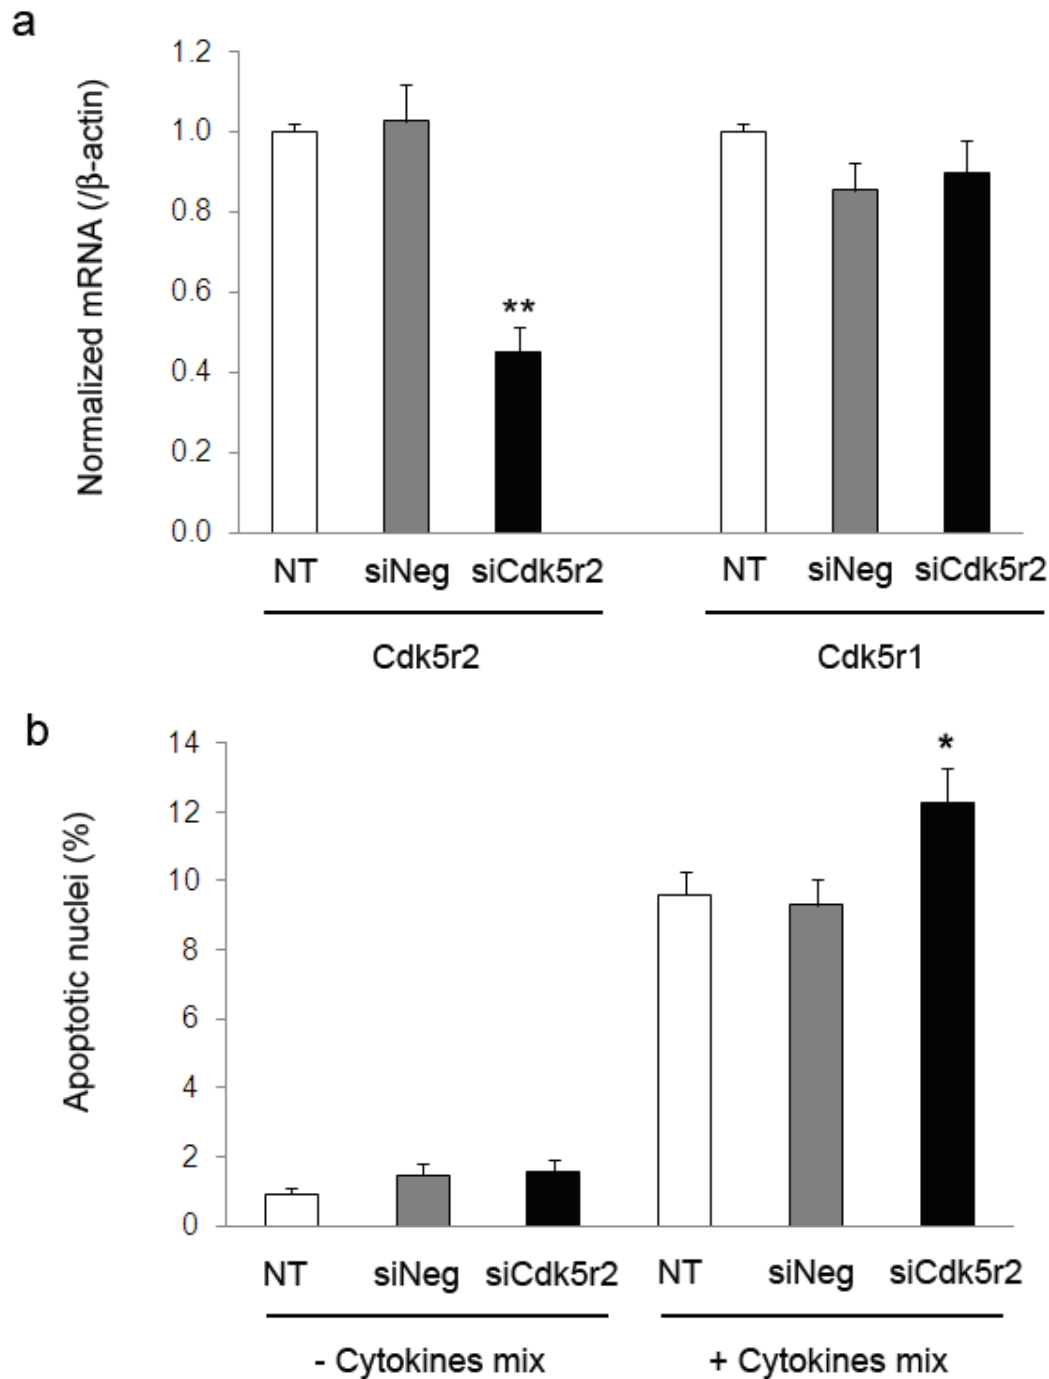 a
Normalized mRNA (/β-actin)
1.2
1.0
0.8
0.6
0.4
0.2
0.0
**
NT siNeg siCdk5r2 NT siNeg siCdk5r2
Cdk5r2 Cdk5r1
b
Apoptotic nuclei (%)
14
12
10
8
6
4
2
0
*
NT siNeg siCdk5r2 NT siNeg siCdk5r2
- Cytokines mix + Cytokines mix